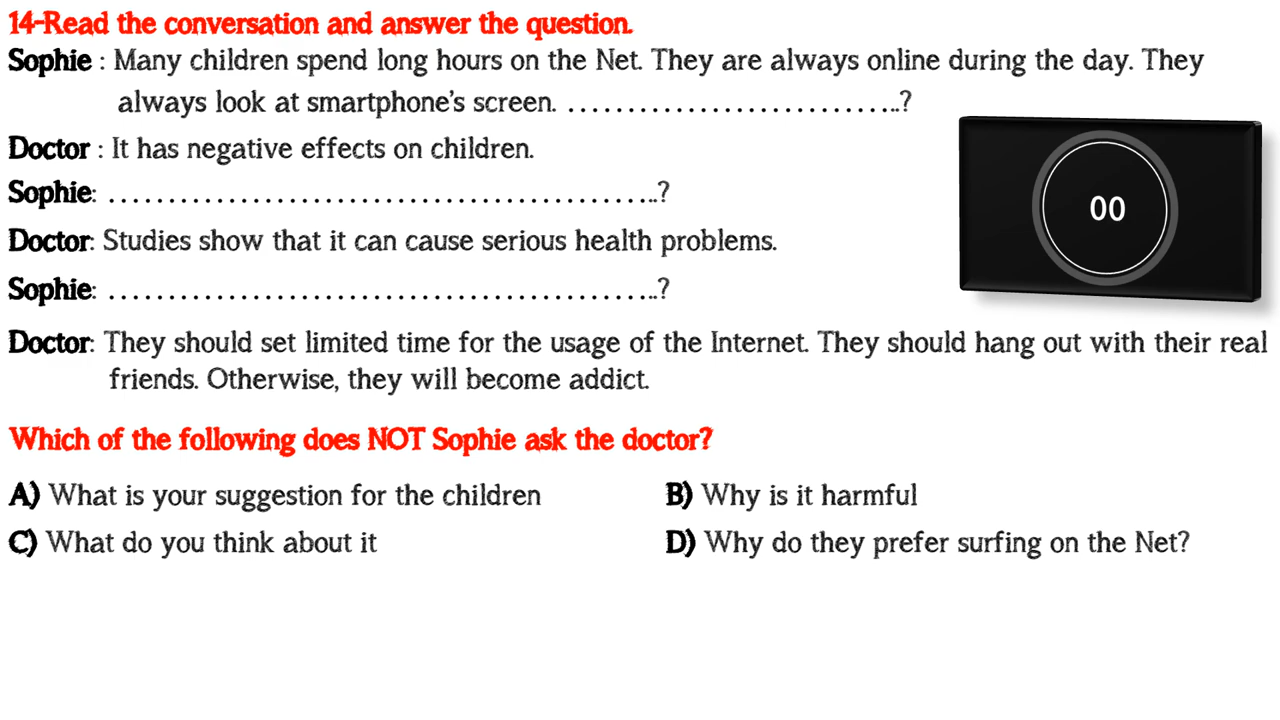 14-Read the conversation and answer the question.
Sophie : Many children spend long hours on the Net. They are always online during the day. They
always look at smartphone's screen. ..............................?
Doctor : It has negative effects on children.
Sophie: ................................................?
Doctor: Studies show that it can cause serious health problems.
Sophie: ................................................?
Doctor: They should set limited time for the usage of the Internet. They should hang out with their real
friends. Otherwise, they will become addict.
00
Which of the following does NOT Sophie ask the doctor?
A) What is your suggestion for the children
B) Why is it harmful
C) What do you think about it
D) Why do they prefer surfing on the Net?